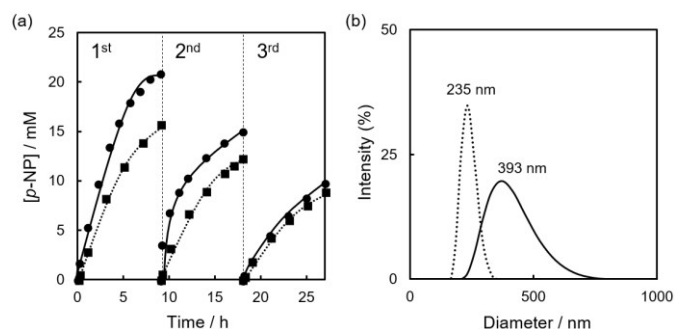 (a)
1st 2nd 3rd
[p-NP] / mM
25
20
15
10
5
0
0 5 10 15 20 25
Time / h
(b)
235 nm
393 nm
Intensity (%)
50
25
0
0 500 1000
Diameter / nm